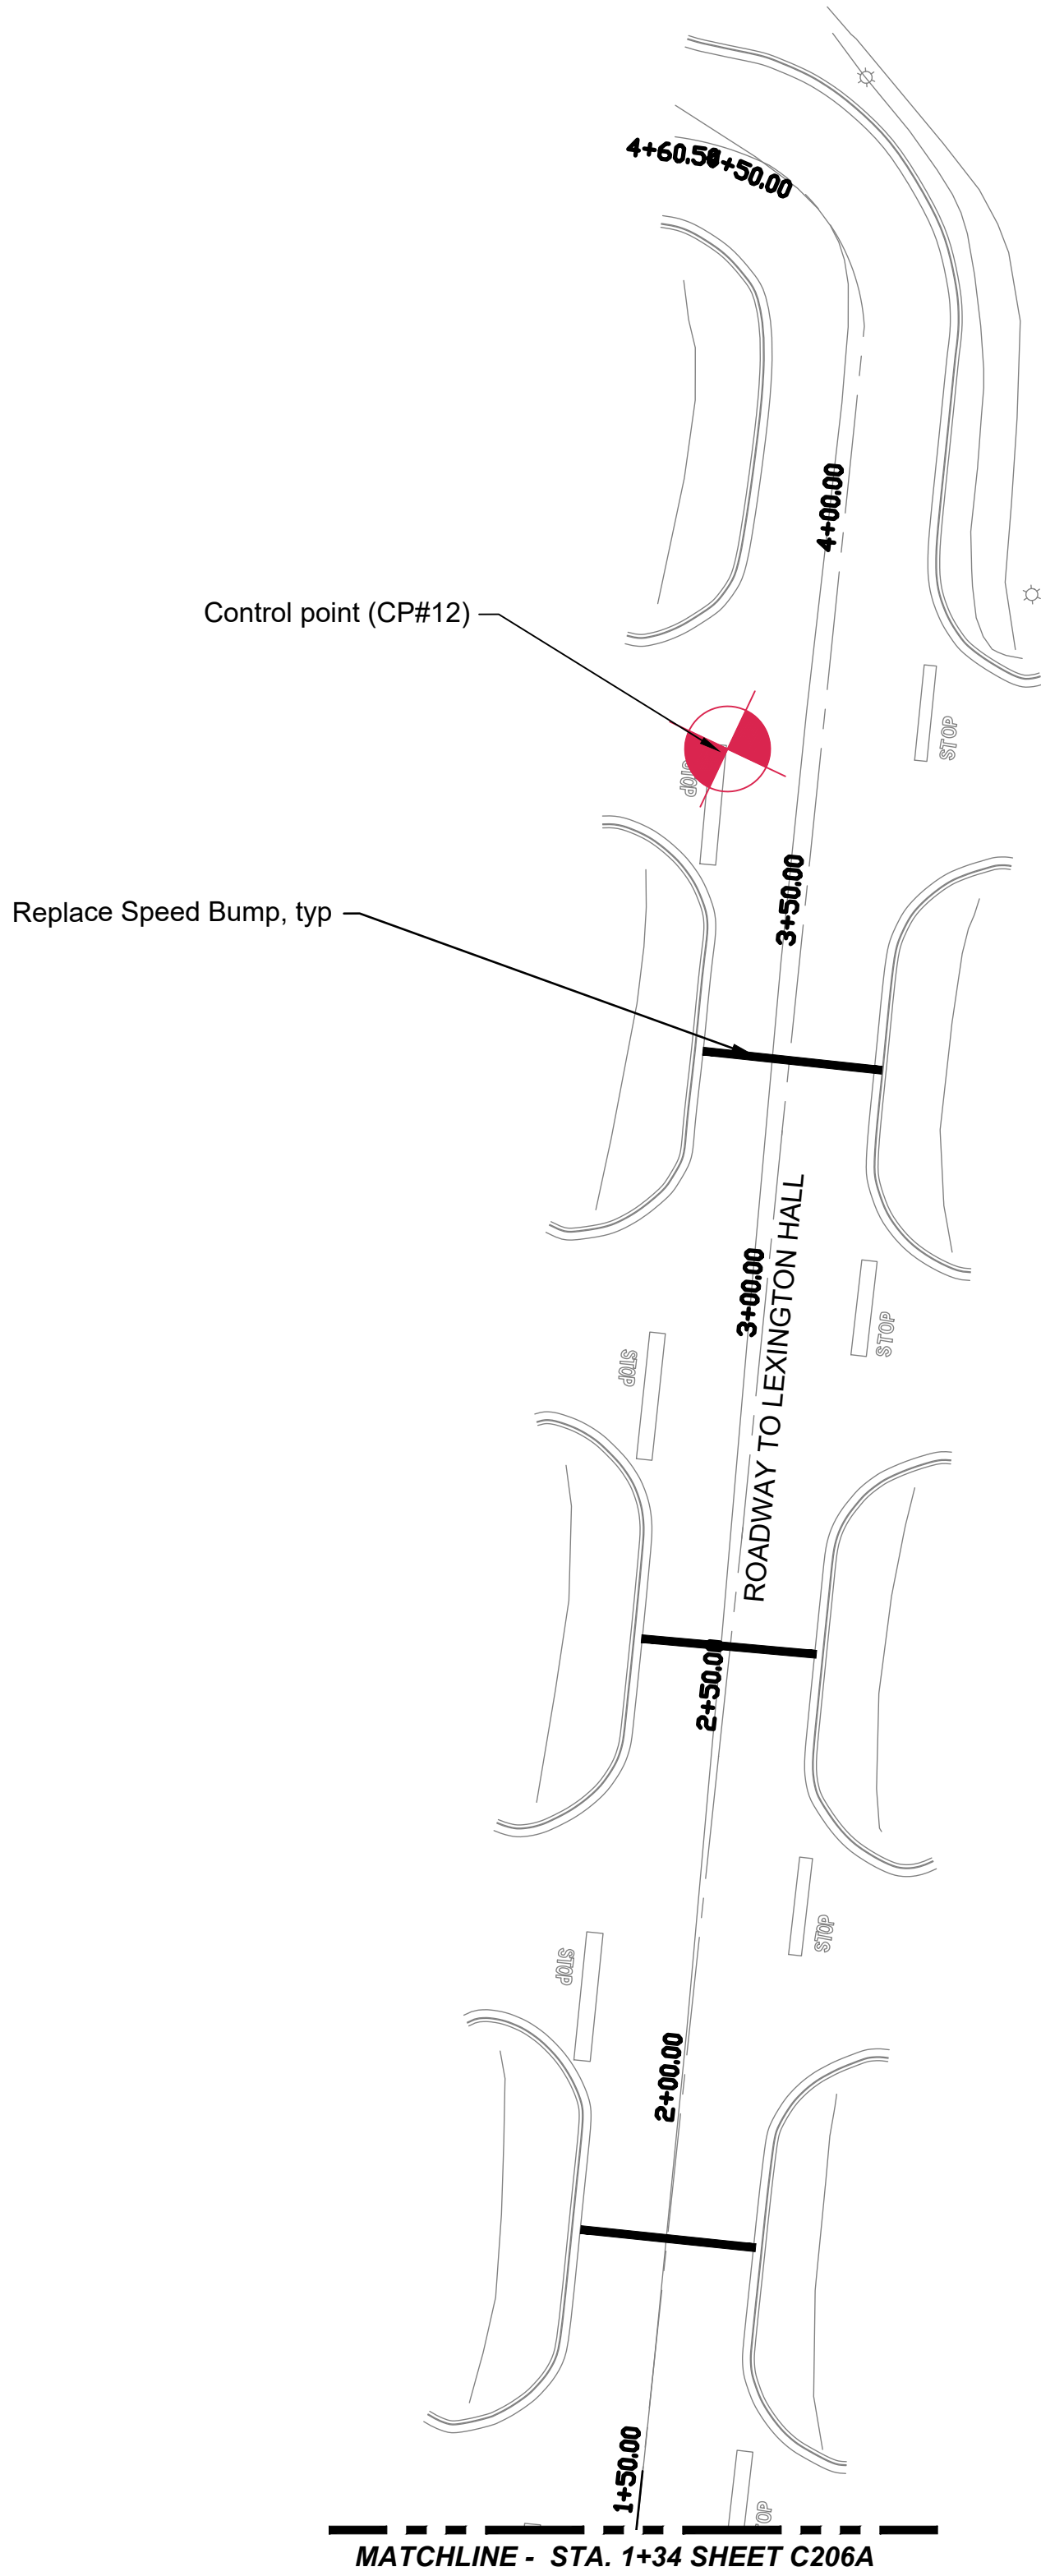 4+60.56
4+50.00
4+00.00
Control point (CP#12)
STOP
STOP
3+50.00
Replace Speed Bump, typ
ROADWAY TO LEXINGTON HALL
3+00.00
STOP
STOP
2+50.00
STOP
STOP
2+00.00
1+50.00
MATCHLINE - STA. 1+34 SHEET C206A